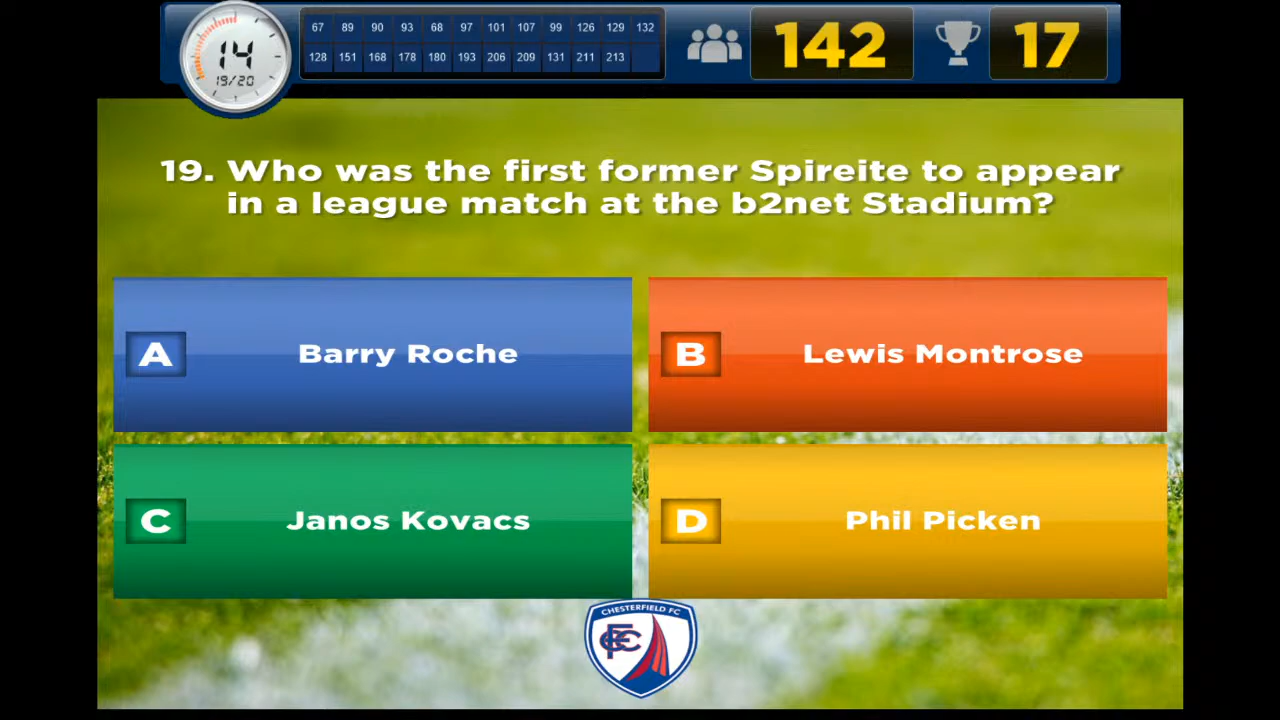 14
19/20
67 89 90 93 68 97 101 107 99 126 129 132
128 151 168 178 180 193 206 209 131 211 213
142
17
19. Who was the first former Spireite to appear
in a league match at the b2net Stadium?
A Barry Roche
B Lewis Montrose
C Janos Kovacs
D Phil Picken
CHESTERFIELD FC